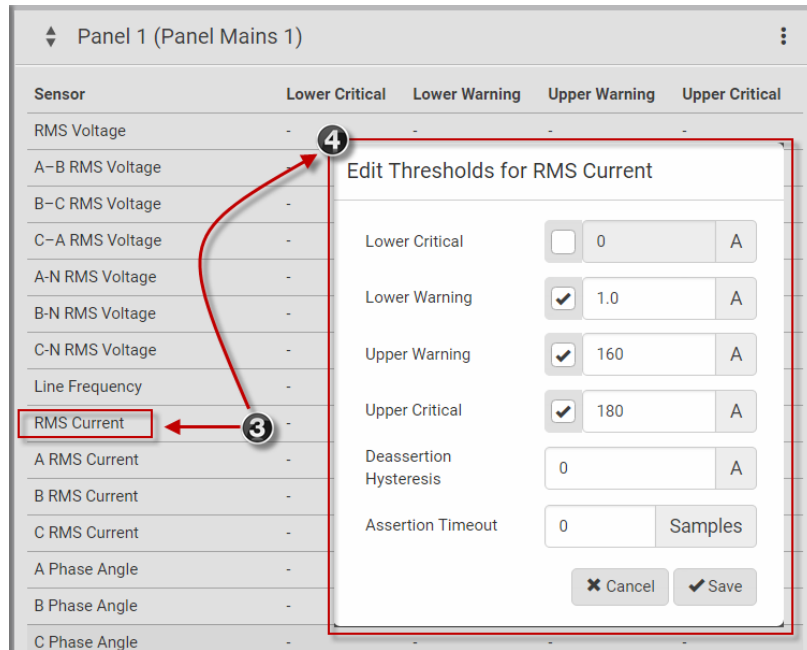 Panel 1 (Panel Mains 1)
Sensor Lower Critical Lower Warning Upper Warning Upper Critical
RMS Voltage - - - -
4
A–B RMS Voltage -
B–C RMS Voltage -
C–A RMS Voltage -
A-N RMS Voltage -
B-N RMS Voltage -
C-N RMS Voltage -
Line Frequency -
RMS Current -
3
A RMS Current -
B RMS Current -
C RMS Current -
A Phase Angle -
B Phase Angle -
C Phase Angle - - - -
Edit Thresholds for RMS Current
Lower Critical 0 A
Lower Warning 1.0 A
Upper Warning 160 A
Upper Critical 180 A
Deassertion
Hysteresis 0 A
Assertion Timeout 0 Samples
Cancel Save